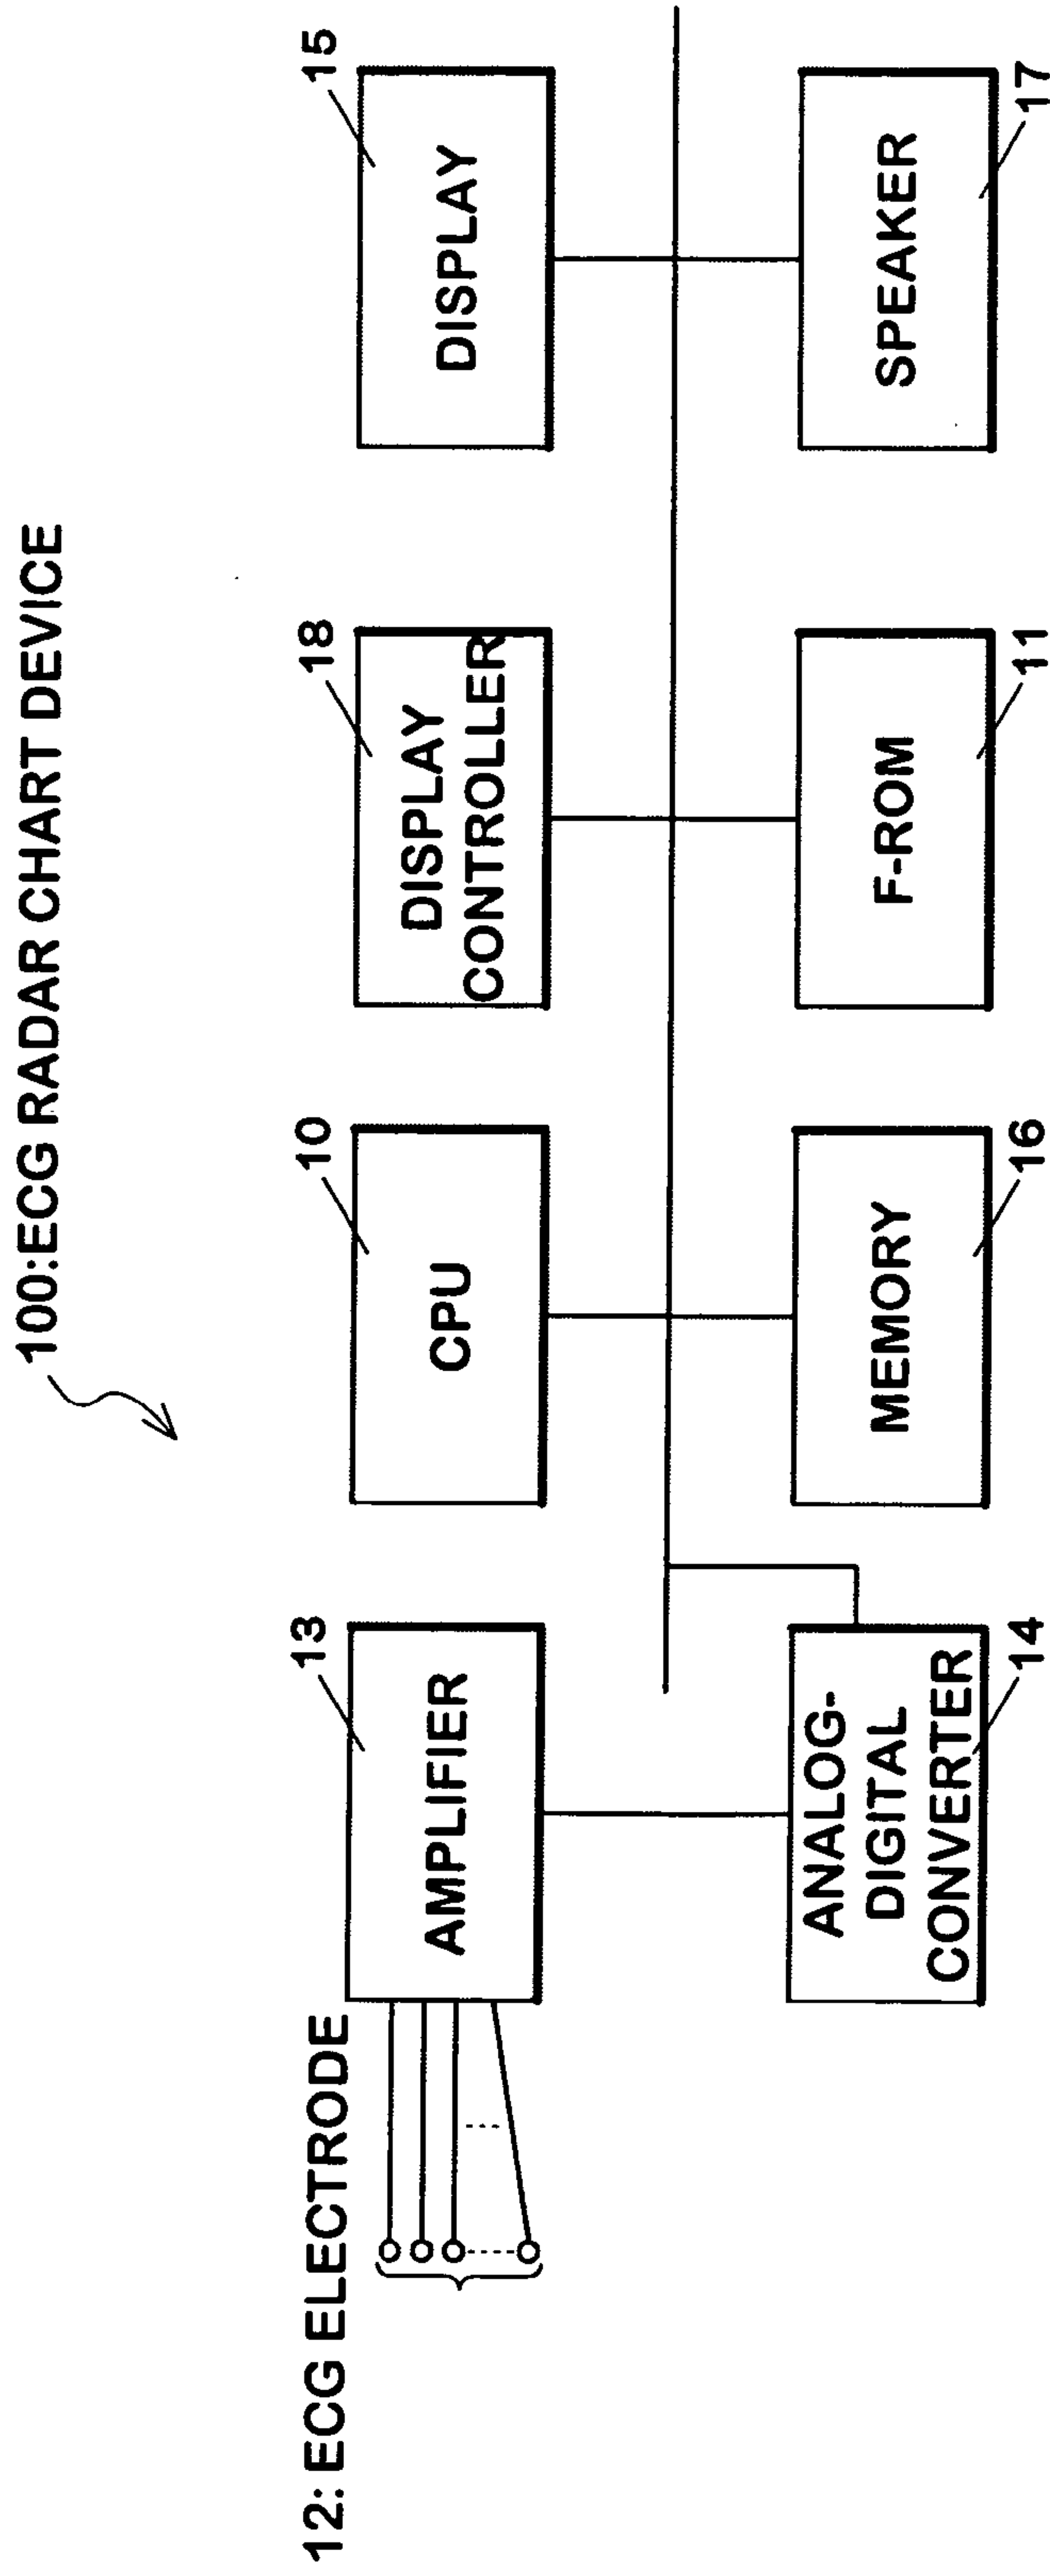 100:ECG RADAR CHART DEVICE
12: ECG ELECTRODE
13
AMPLIFIER
10
CPU
18
DISPLAY
CONTROLLER
15
DISPLAY
ANALOG-
DIGITAL
CONVERTER
14
MEMORY
16
F-ROM
11
SPEAKER
17